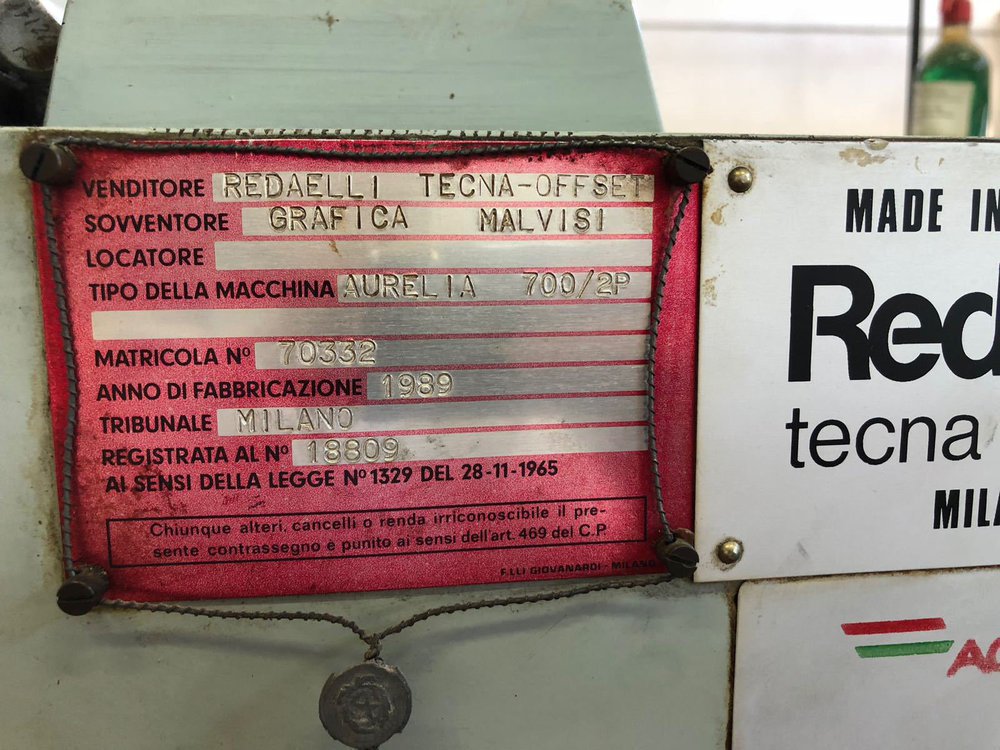 VENDITORE REDAELLI TECNA-OFFSET
SOVVENTORE GRAFICA MALVISI
LOCATORE
TIPO DELLA MACCHINA AURELIA 700/2P
MATRICOLA Nº 70332
ANNO DI FABBRICAZIONE 1989
TRIBUNALE MILANO
REGISTRATA AL Nº 18809
AI SENSI DELLA LEGGE Nº 1329 DEL 28-11-1965
Chiunque alteri, cancelli o renda irriconoscibile il pre-
sente contrassegno è punito ai sensi dell'art. 469 del C.P.
F.LLI GIOVANARDI - MILANO
MADE IN
Red
tecna
MILA